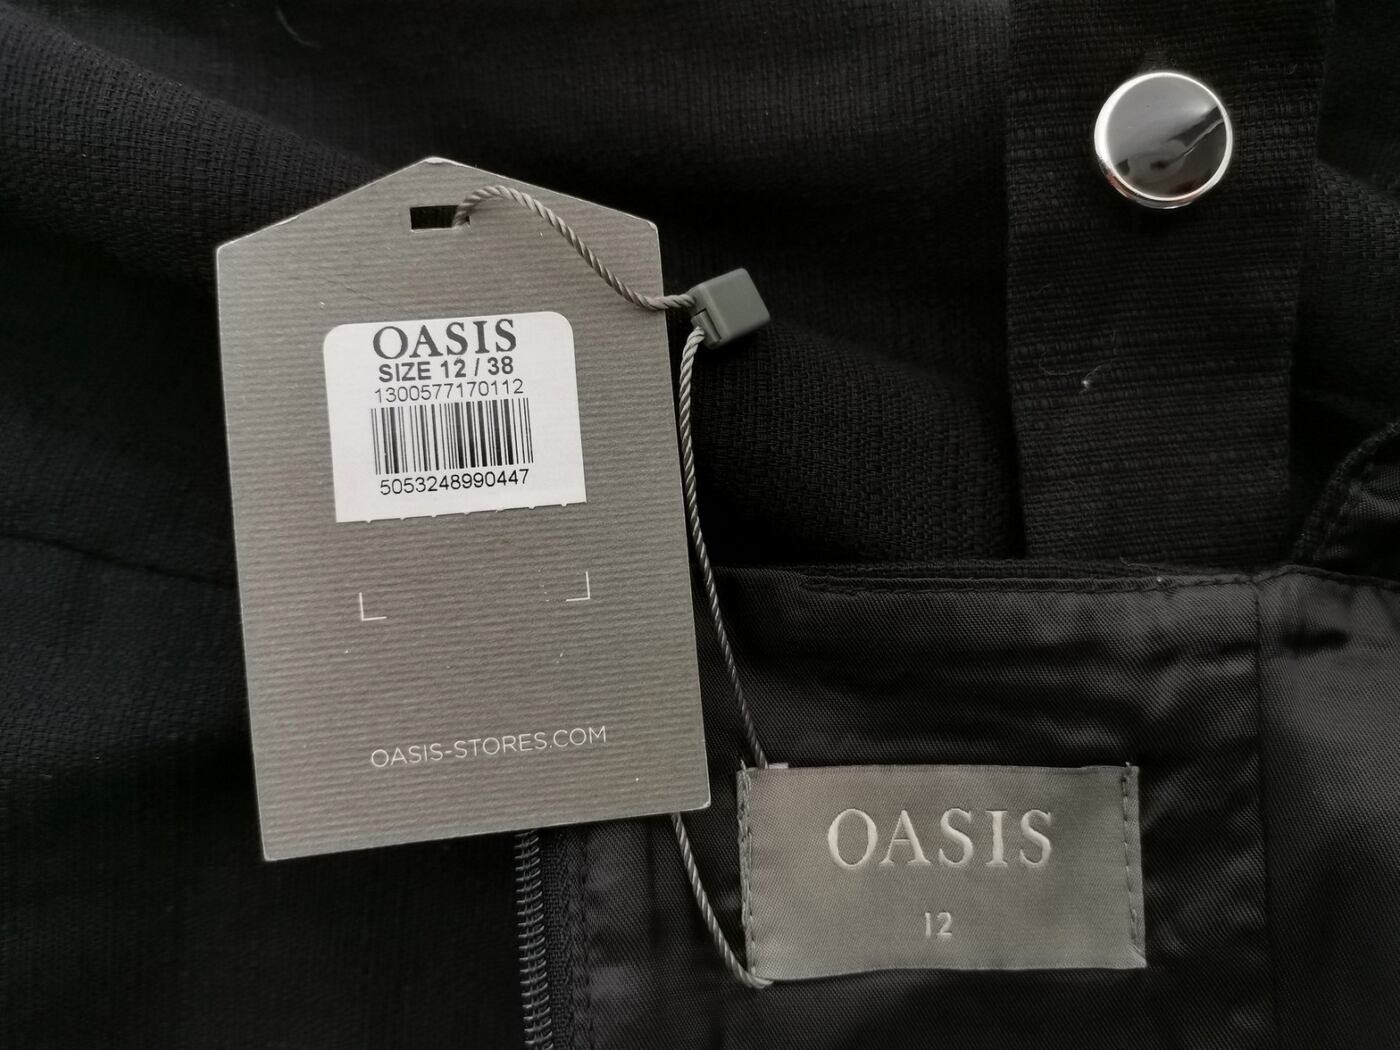 OASIS
SIZE 12 / 38
1300577170112
5053248990447
OASIS-STORES.COM
OASIS
12